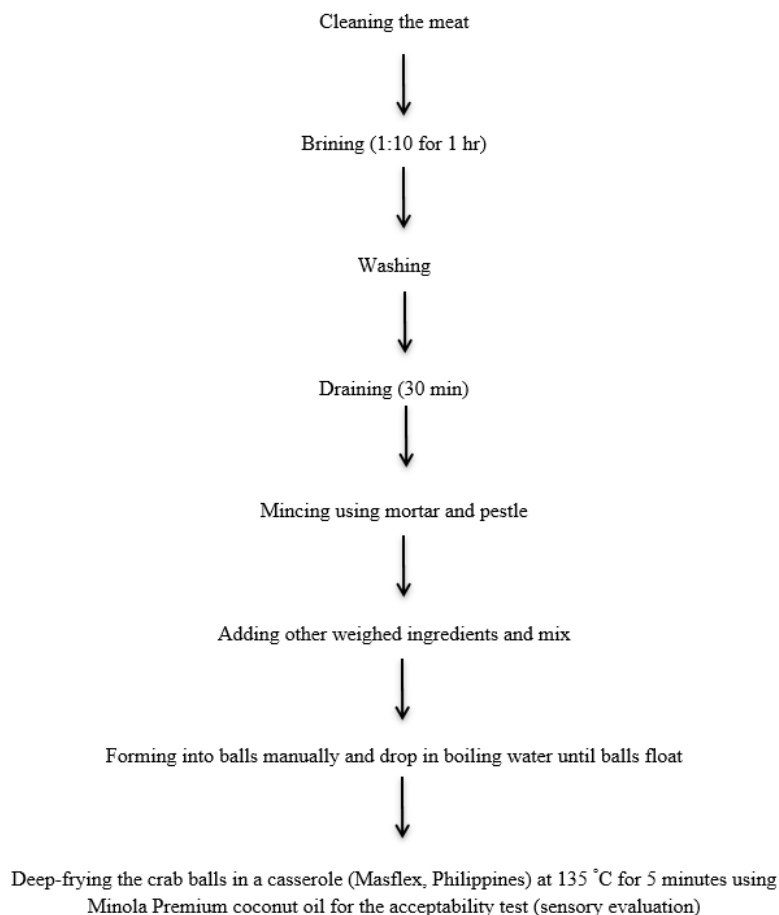 Cleaning the meat
Brining (1:10 for 1 hr)
Washing
Draining (30 min)
Mincing using mortar and pestle
Adding other weighed ingredients and mix
Forming into balls manually and drop in boiling water until balls float
Deep-frying the crab balls in a casserole (Masflex, Philippines) at 135 ˚C for 5 minutes using
Minola Premium coconut oil for the acceptability test (sensory evaluation)